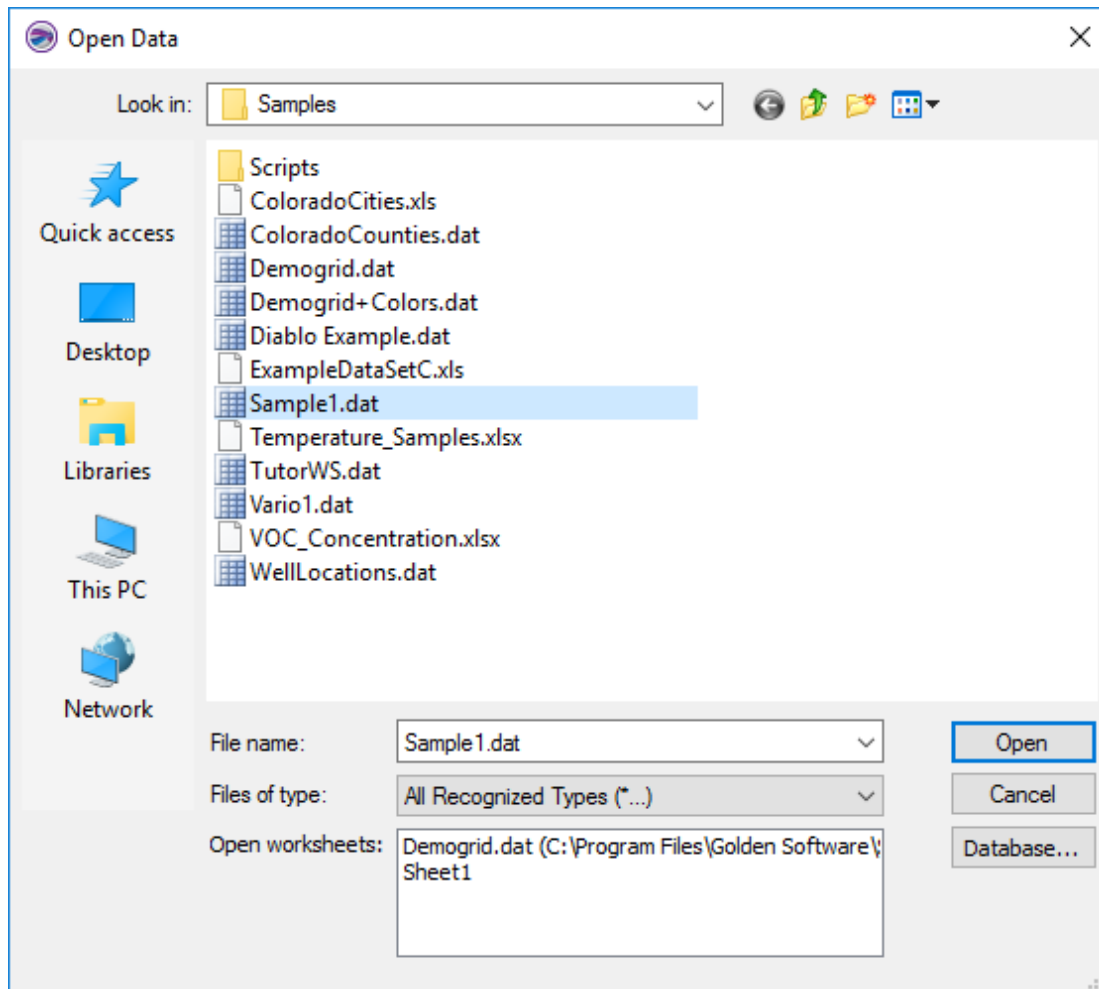 Open Data
Look in: Samples
Quick access
Desktop
Libraries
This PC
Network
Scripts
ColoradoCities.xls
ColoradoCounties.dat
Demogrid.dat
Demogrid+Colors.dat
Diablo Example.dat
ExampleDataSetC.xls
Sample1.dat
Temperature_Samples.xlsx
TutorWS.dat
Vario1.dat
VOC_Concentration.xlsx
WellLocations.dat
File name: Sample1.dat Open
Files of type: All Recognized Types (*...) Cancel
Open worksheets: Demogrid.dat (C:\Program Files\Golden Software\ Database...
Sheet1